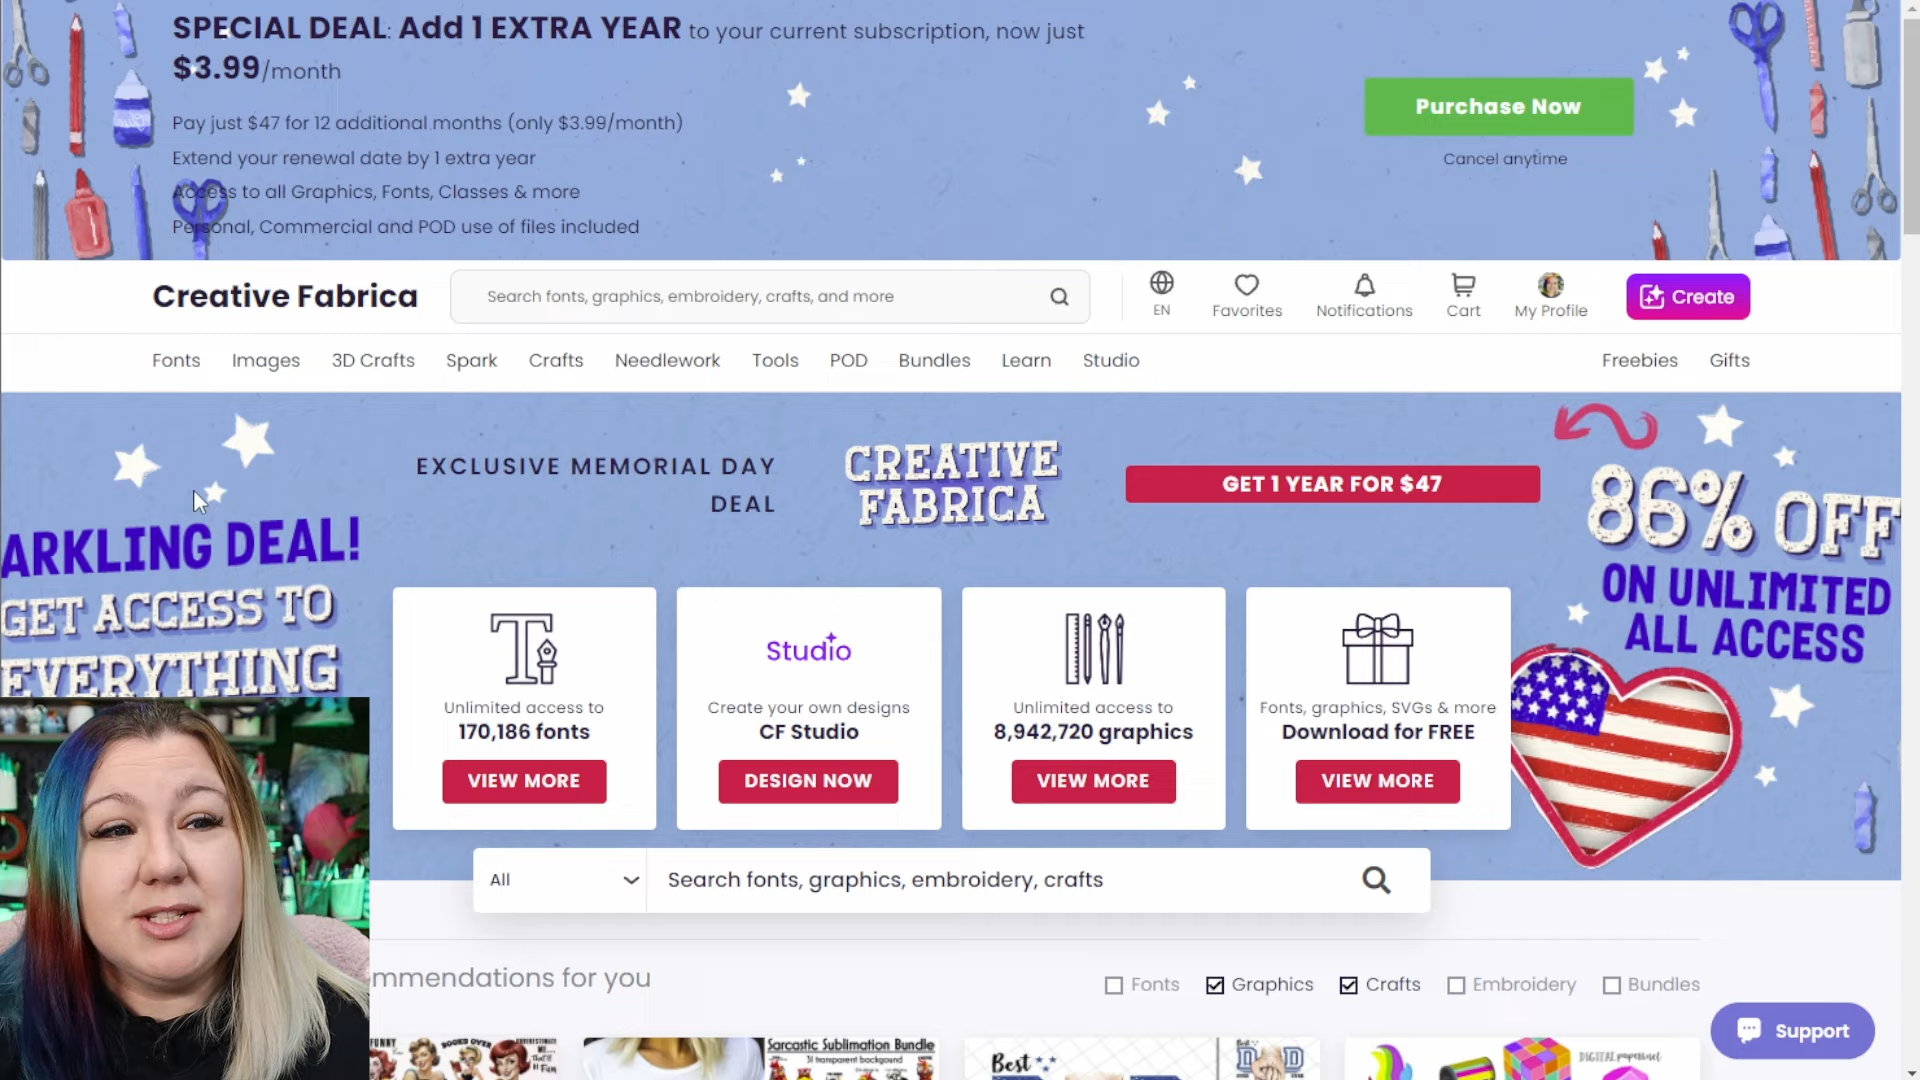 SPECIAL DEAL: Add 1 EXTRA YEAR to your current subscription, now just
$3.99/month
Pay just $47 for 12 additional months (only $3.99/month)
Extend your renewal date by 1 extra year
Access to all Graphics, Fonts, Classes & more
Personal, Commercial and POD use of files included
Purchase Now
Cancel anytime
Creative Fabrica
Search fonts, graphics, embroidery, crafts, and more
EN
Favorites
Notifications
Cart
My Profile
Create
Fonts
Images
3D Crafts
Spark
Crafts
Needlework
Tools
POD
Bundles
Learn
Studio
Freebies
Gifts
ARKLING DEAL!
GET ACCESS TO
EVERYTHING
EXCLUSIVE MEMORIAL DAY
DEAL
CREATIVE
FABRICA
GET 1 YEAR FOR $47
86% OFF
ON UNLIMITED
ALL ACCESS
Unlimited access to
170,186 fonts
VIEW MORE
Studio
Create your own designs
CF Studio
DESIGN NOW
Unlimited access to
8,942,720 graphics
VIEW MORE
Fonts, graphics, SVGs & more
Download for FREE
VIEW MORE
All
Search fonts, graphics, embroidery, crafts
mmendations for you
Fonts
Graphics
Crafts
Embroidery
Bundles
Support
FUNNY
BOOKS OVER
Sarcastic Sublimation Bundle
31 transparent background
Best
DAD
DIGITAL